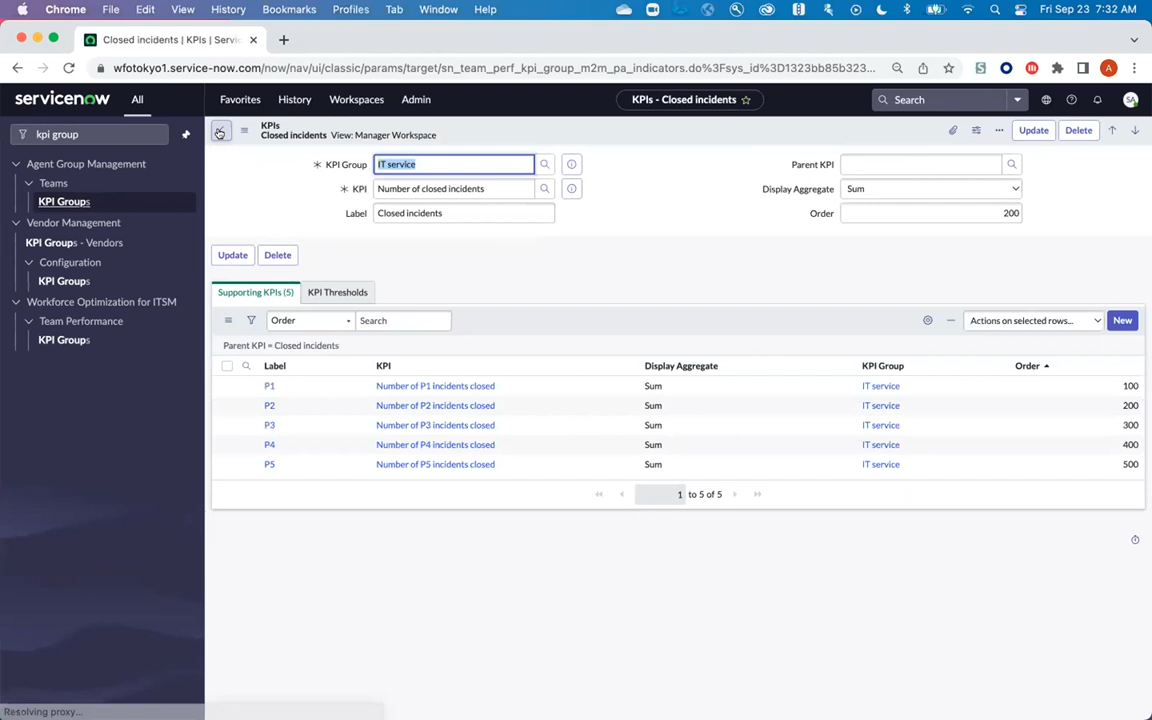 Chrome File Edit View History Bookmarks Profiles Tab Window Help Fri Sep 23 7:32 AM
Closed incidents | KPIs | Servic
wfotokyo1.service-now.com/now/nav/ui/classic/params/target/sn_team_perf_kpi_group_m2m_pa_indicators.do%3Fsys_id%3D1323bb85b323... A
servicenow All Favorites History Workspaces Admin KPIs - Closed incidents Search SA
kpi group
KPIs
Closed incidents View: Manager Workspace
Update Delete
Agent Group Management
Teams
KPI Groups
Vendor Management
KPI Groups - Vendors
Configuration
KPI Groups
Workforce Optimization for ITSM
Team Performance
KPI Groups
KPI Group IT service Parent KPI
KPI Number of closed incidents Display Aggregate Sum
Label Closed incidents Order 200
Update Delete
Supporting KPIs (5) KPI Thresholds
Order Search Actions on selected rows... New
Parent KPI = Closed incidents
Label KPI Display Aggregate KPI Group Order
P1 Number of P1 incidents closed Sum IT service 100
P2 Number of P2 incidents closed Sum IT service 200
P3 Number of P3 incidents closed Sum IT service 300
P4 Number of P4 incidents closed Sum IT service 400
P5 Number of P5 incidents closed Sum IT service 500
1 to 5 of 5
Resolving proxy...